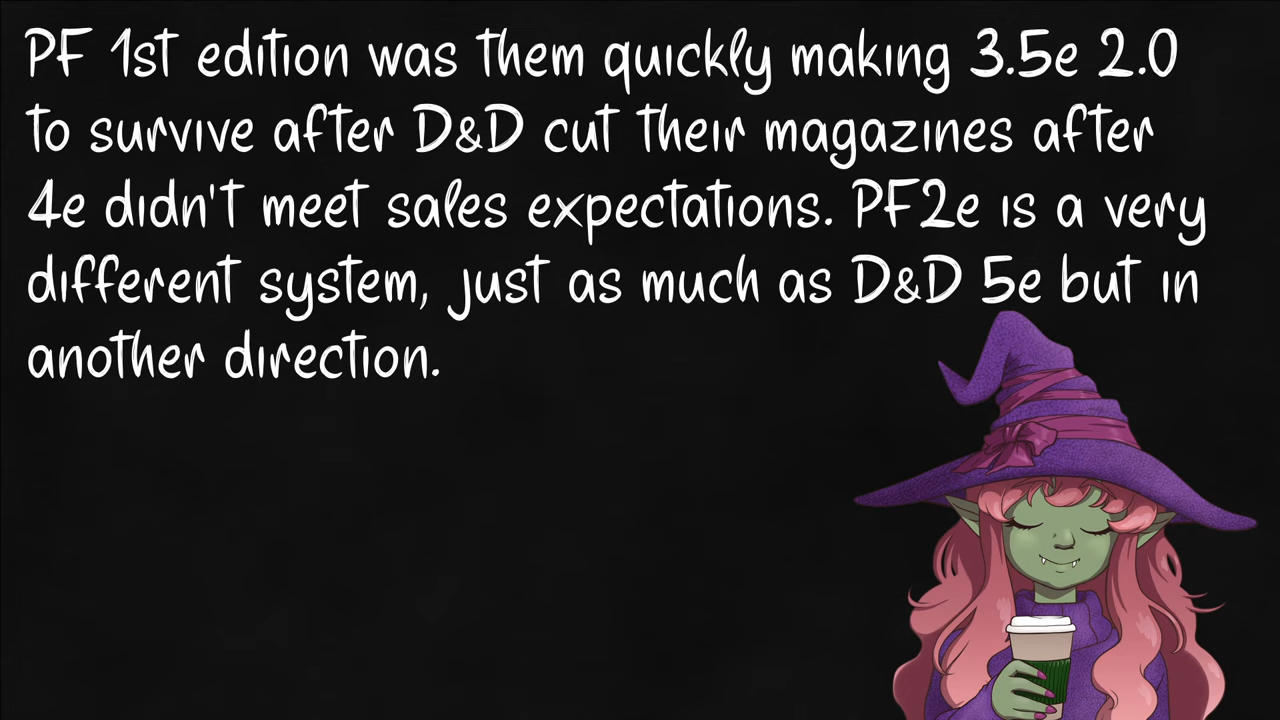 PF 1st edition was them quickly making 3.5e 2.0
to survive after D&D cut their magazines after
4e didn't meet sales expectations. PF2e is a very
different system, just as much as D&D 5e but in
another direction.